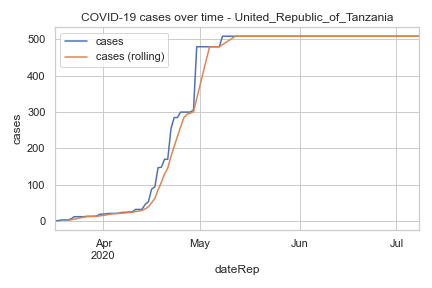 COVID-19 cases over time - United_Republic_of_Tanzania
cases
cases (rolling)
500
400
300
200
100
0
cases
Apr
2020
May
Jun
Jul
dateRep